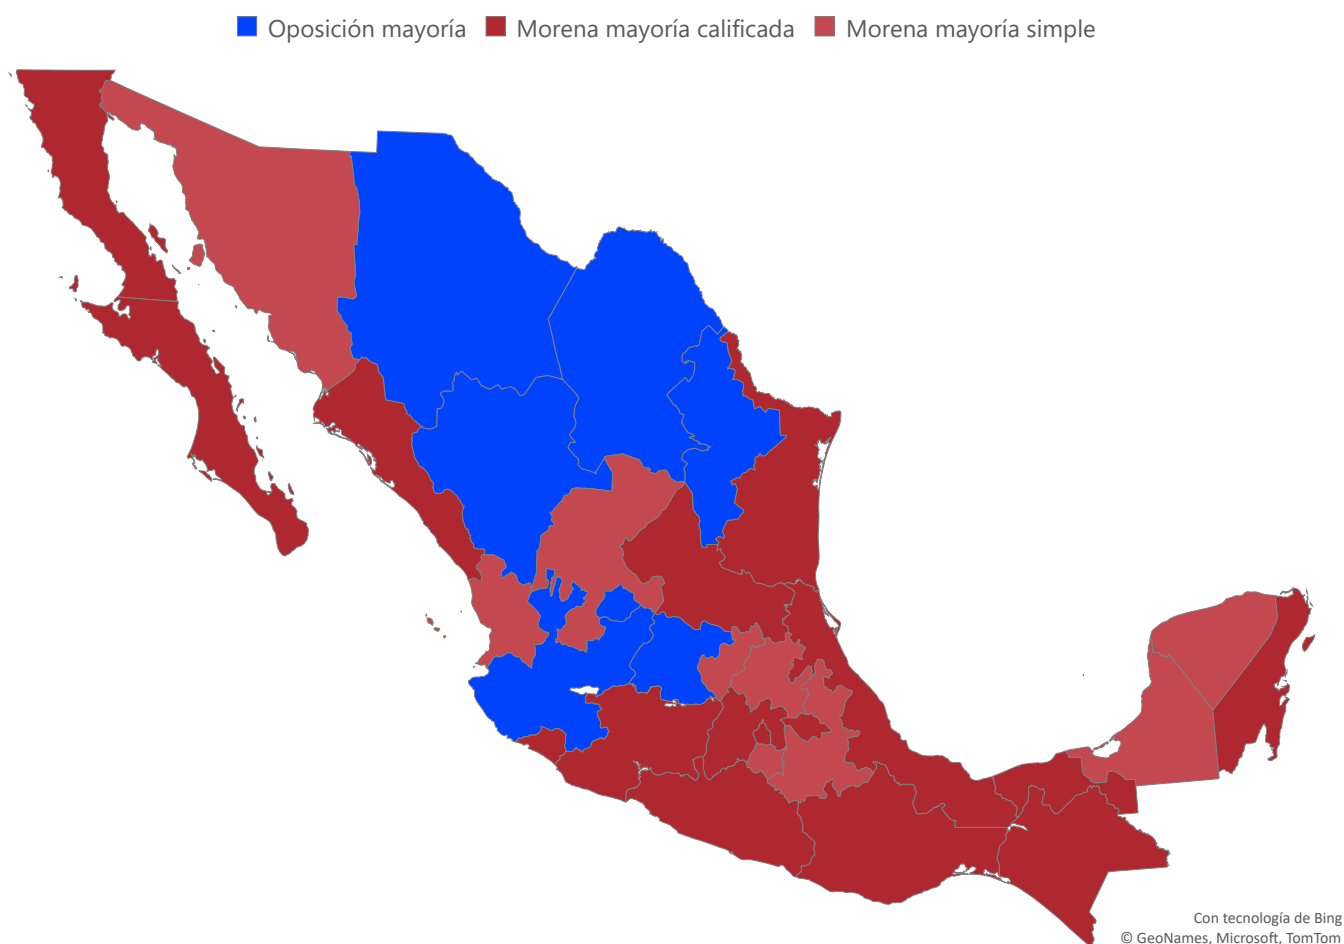 Oposición mayoría Morena mayoría calificada Morena mayoría simple
Con tecnología de Bing
© GeoNames, Microsoft, TomTom